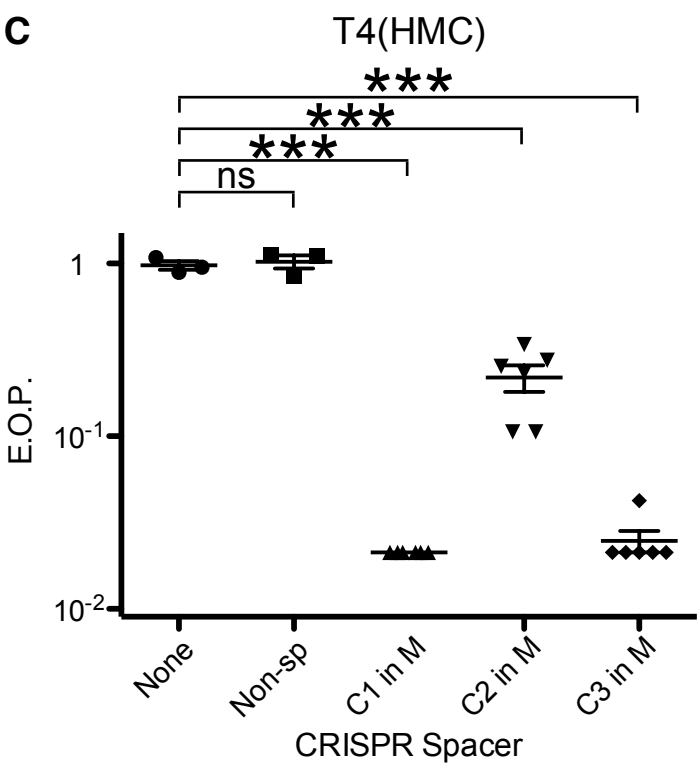 C
T4(HMC)
***
***
***
ns
1
10-1
10-2
E.O.P.
None
Non-sp
C1 in M
C2 in M
C3 in M
CRISPR Spacer